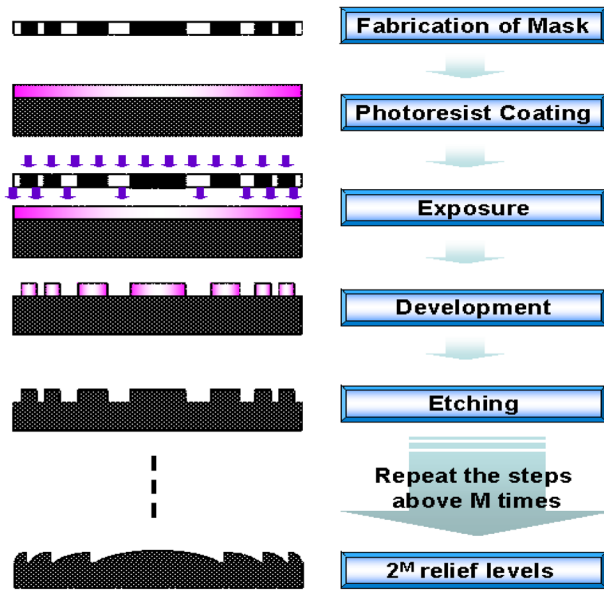 Fabrication of Mask
Photoresist Coating
Exposure
Development
Etching
Repeat the steps
above M times
2ᴹ relief levels